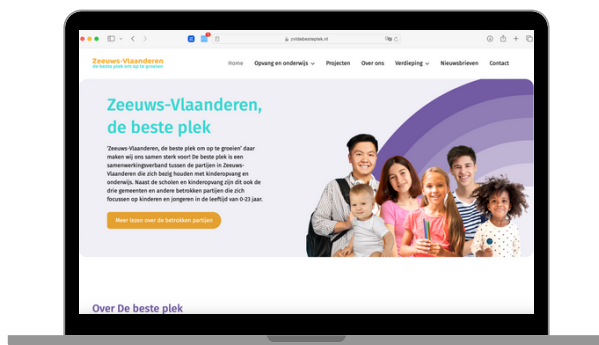 zvldebesteplek.nl
Zeeuws-Vlaanderen
de beste plek om op te groeien
Home Opvang en onderwijs Projecten Over ons Verdieping Nieuwsbrieven Contact
Zeeuws-Vlaanderen,
de beste plek
'Zeeuws-Vlaanderen, de beste plek om op te groeien' daar
maken wij ons samen sterk voor! De beste plek is een
samenwerkingsverband tussen de partijen in Zeeuws-
Vlaanderen die zich bezig houden met kinderopvang en
onderwijs. Naast de scholen en kinderopvang zijn dit ook de
drie gemeenten en andere betrokken partijen die zich
focussen op kinderen en jongeren in de leeftijd van 0-23 jaar.
Meer lezen over de betrokken partijen
Over De beste plek